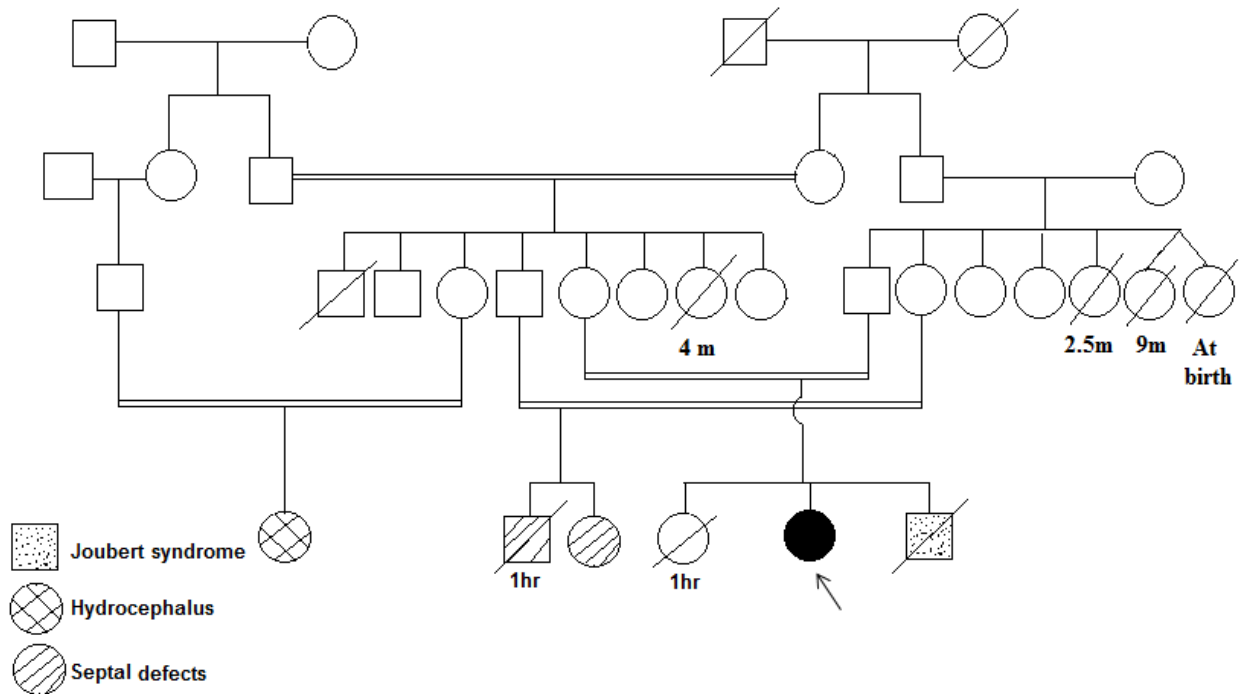 4 m
2.5m
9m
At
birth
1hr
1hr
Joubert syndrome
Hydrocephalus
Septal defects